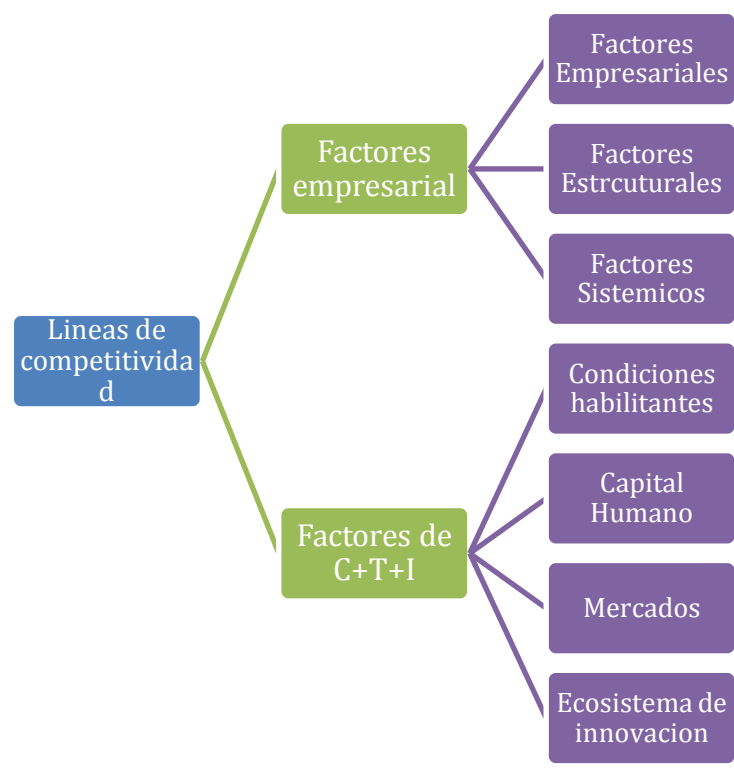 Factores
Empresariales
Factores
empresarial
Factores
Estrcuturales
Factores
Sistemicos
Lineas de
competitivida
d
Condiciones
habilitantes
Capital
Humano
Factores de
C+T+I
Mercados
Ecosistema de
innovacion